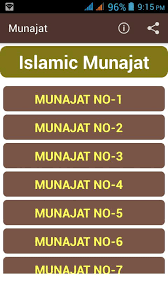 96% 9:15 PM
Munajat
Islamic Munajat
MUNAJAT NO-1
MUNAJAT NO-2
MUNAJAT NO-3
MUNAJAT NO-4
MUNAJAT NO-5
MUNAJAT NO-6
MUNAJAT NO-7